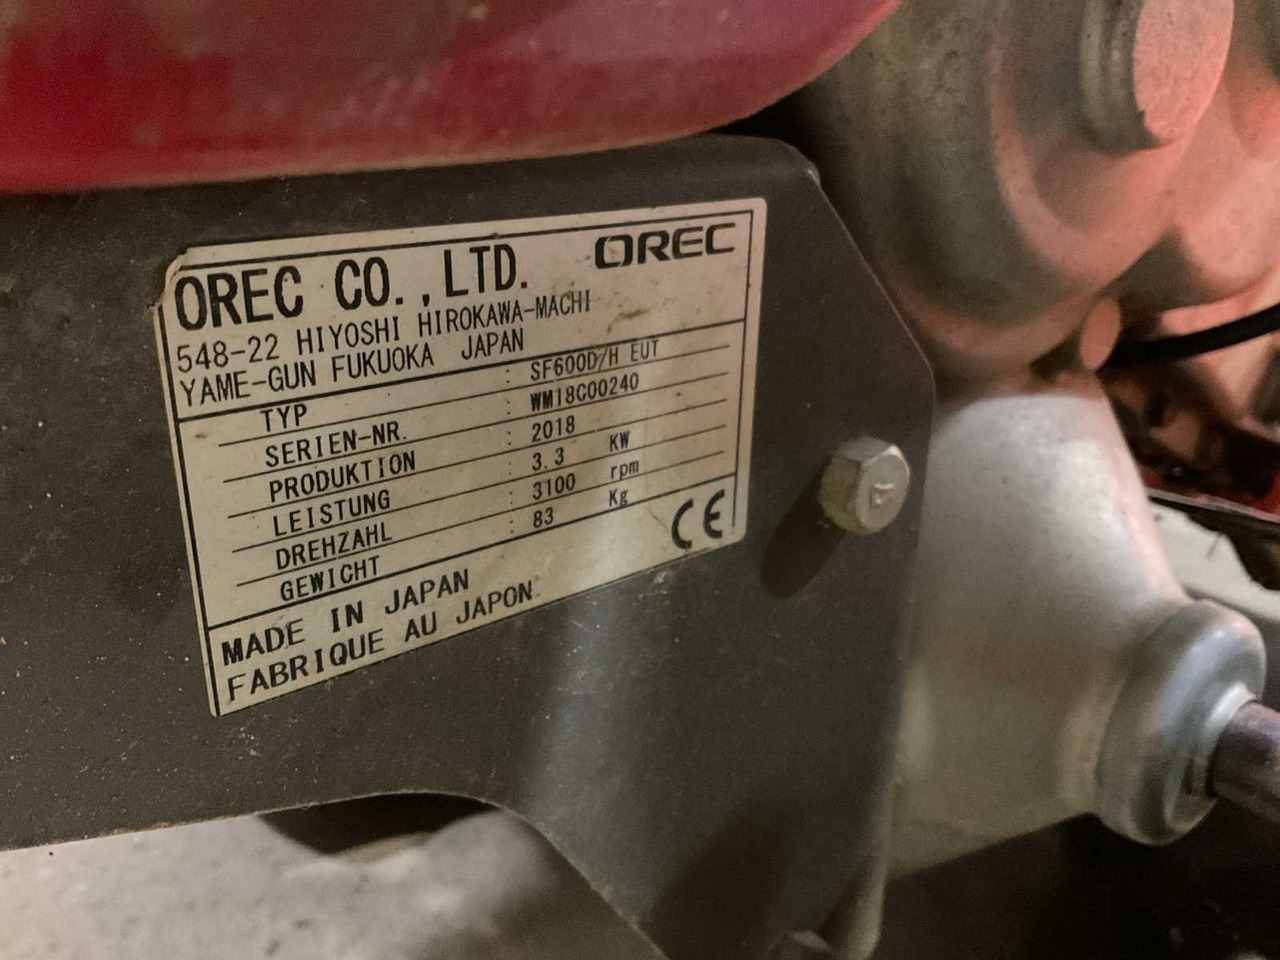 OREC CO.,LTD. OREC
548-22 HIYOSHI HIROKAWA-MACHI
YAME-GUN FUKUOKA JAPAN
TYP : SF600D/H EUT
SERIEN-NR. : WM18C00240
PRODUKTION : 2018
LEISTUNG : 3.3 KW
DREHZAHL : 3100 rpm
GEWICHT : 83 Kg
CE
MADE IN JAPAN
FABRIQUE AU JAPON